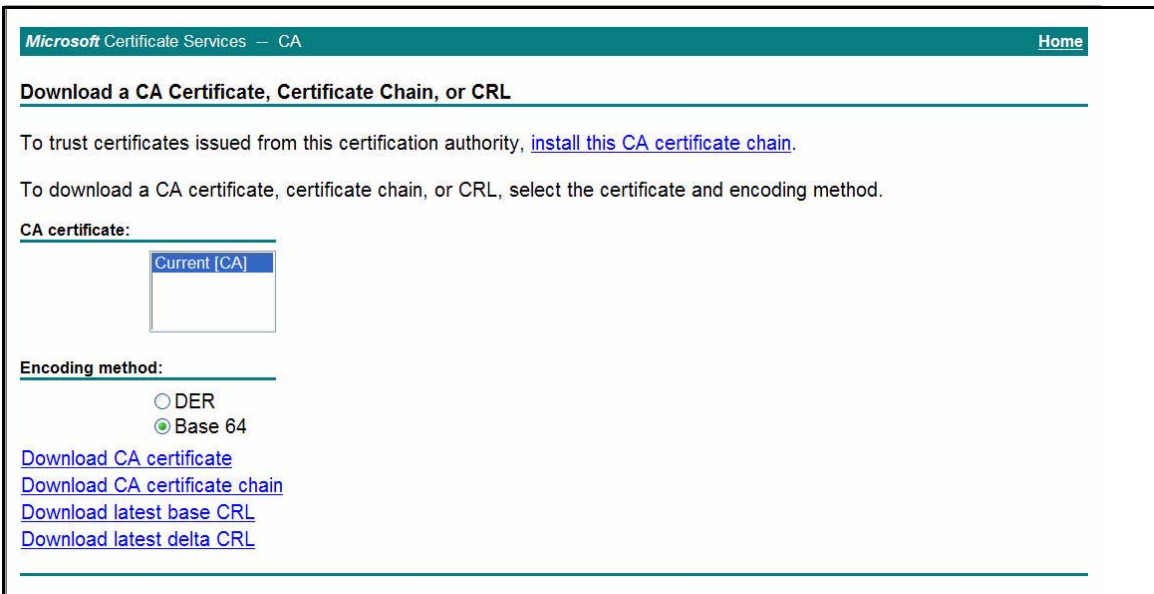 Microsoft Certificate Services -- CA
Home
Download a CA Certificate, Certificate Chain, or CRL
To trust certificates issued from this certification authority, install this CA certificate chain.
To download a CA certificate, certificate chain, or CRL, select the certificate and encoding method.
CA certificate:
Current [CA]
Encoding method:
DER
Base 64
Download CA certificate
Download CA certificate chain
Download latest base CRL
Download latest delta CRL